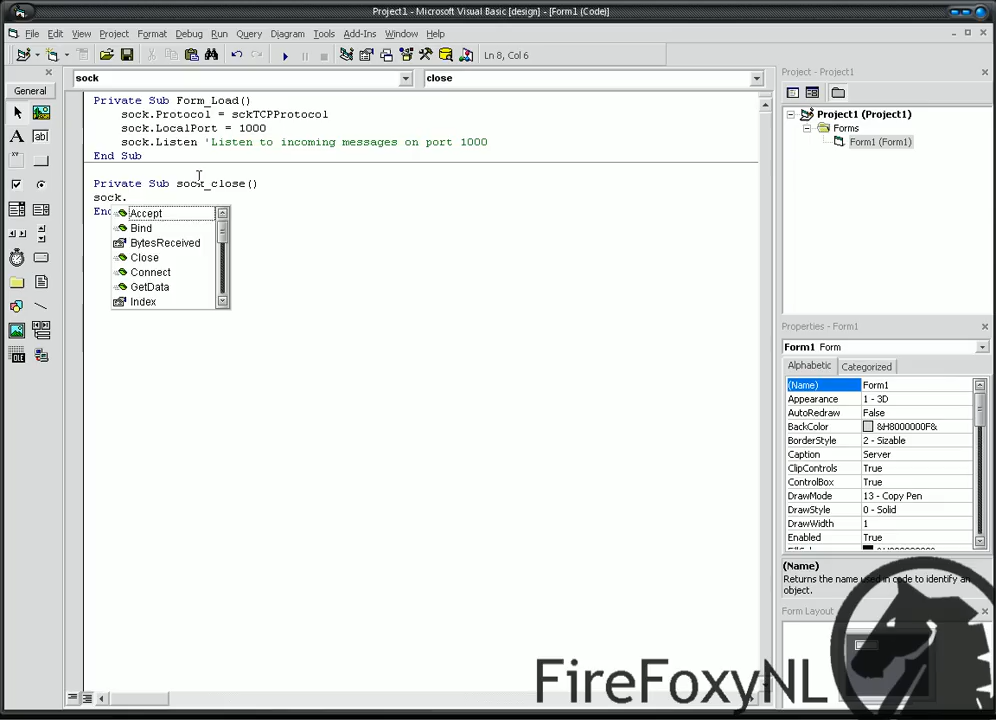 Project1 - Microsoft Visual Basic [design] - [Form1 (Code)]
File Edit View Project Format Debug Run Query Diagram Tools Add-Ins Window Help
Ln 8, Col 6
General
sock
close
Private Sub Form_Load()
sock.Protocol = sckTCPProtocol
sock.LocalPort = 1000
sock.Listen 'Listen to incoming messages on port 1000
End Sub
Private Sub sock_close()
sock.
Accept
Bind
BytesReceived
Close
Connect
GetData
Index
Project - Project1
Project1 (Project1)
Forms
Form1 (Form1)
Properties - Form1
Form1 Form
Alphabetic Categorized
(Name) Form1
Appearance 1 - 3D
AutoRedraw False
BackColor &H8000000F&
BorderStyle 2 - Sizable
Caption Server
ClipControls True
ControlBox True
DrawMode 13 - Copy Pen
DrawStyle 0 - Solid
DrawWidth 1
Enabled True
(Name)
Returns the name used in code to identify an
object.
Form Layout
FireFoxyNL